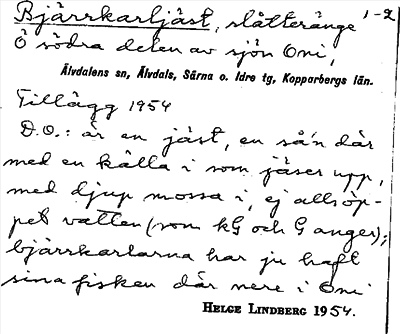 Bjärrkarljäst, slåtteränge 1-2
Ö södra delen av sjön Oni,
Älvdalens sn, Älvdals, Särna o. Idre tg, Kopparbergs län.
Tillägg 1954
D.O.: är en jäst, en så'n där
med en källa i som jäser upp,
med djup mossa i, ej alls öp-
pet vatten (som kG och G anger);
bjärrkarlarna har ju haft
sina fisken där nere i Oni
HELGE LINDBERG 1954.